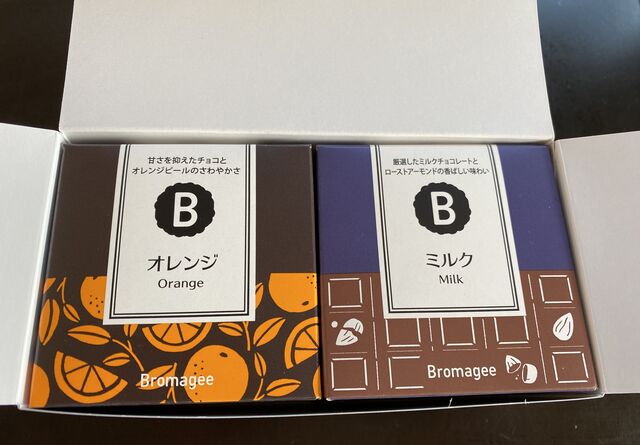 甘さを抑えたチョコと
オレンジピールのさわやかさ
B
オレンジ
Orange
Bromagee
厳選したミルクチョコレートと
ローストアーモンドの香ばしい味わい
B
ミルク
Milk
Bromagee